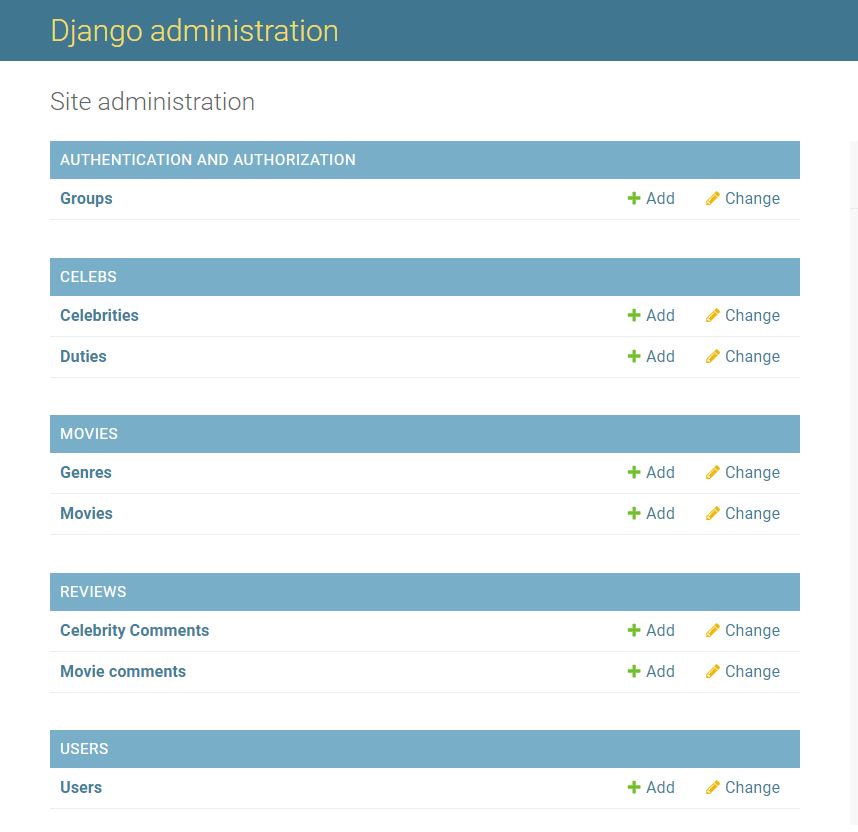 Django administration
Site administration
AUTHENTICATION AND AUTHORIZATION
Groups Add Change
CELEBS
Celebrities Add Change
Duties Add Change
MOVIES
Genres Add Change
Movies Add Change
REVIEWS
Celebrity Comments Add Change
Movie comments Add Change
USERS
Users Add Change